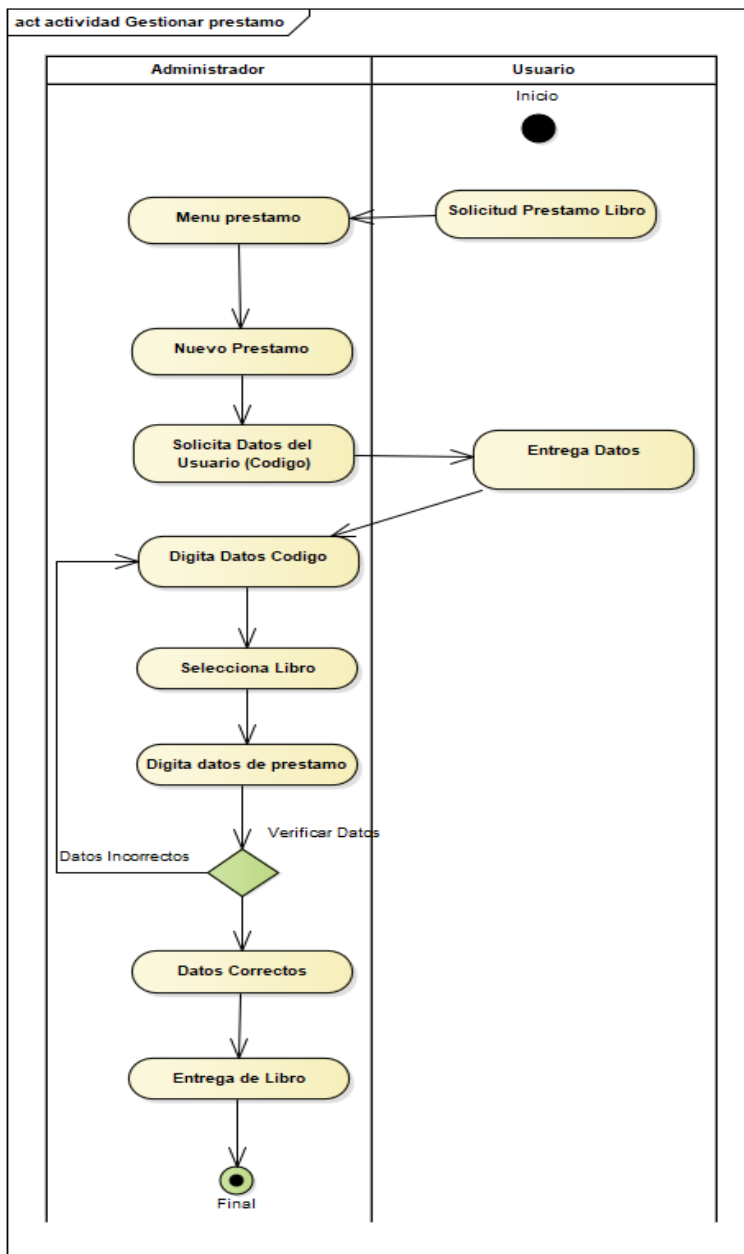 act actividad Gestionar prestamo
Administrador
Usuario
Inicio
Menu prestamo
Solicitud Prestamo Libro
Nuevo Prestamo
Solicita Datos del
Usuario (Codigo)
Entrega Datos
Digita Datos Codigo
Selecciona Libro
Digita datos de prestamo
Verificar Datos
Datos Incorrectos
Datos Correctos
Entrega de Libro
Final